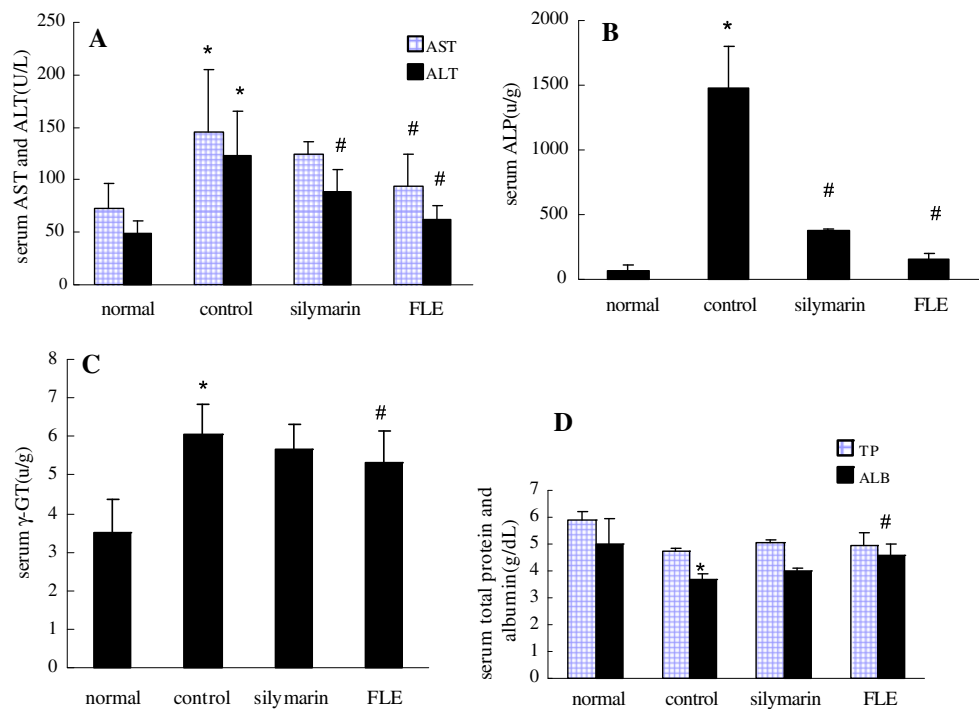 A
AST
ALT
serum AST and ALT(U/L)
250
200
150
100
50
0
* * # # #
normal control silymarin FLE
B
serum ALP(u/g)
2000
1500
1000
500
0
* # #
normal control silymarin FLE
C
serum γ-GT(u/g)
8
7
6
5
4
3
2
1
0
* #
normal control silymarin FLE
D
TP
ALB
serum total protein and
albumin(g/dL)
7
6
5
4
3
2
1
0
* #
normal control silymarin FLE